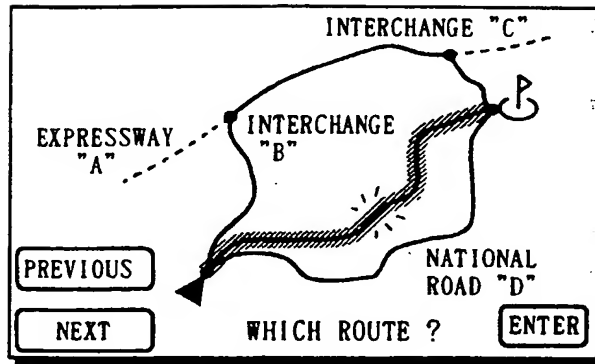 INTERCHANGE "C"
EXPRESSWAY
"A"
INTERCHANGE
"B"
NATIONAL
ROAD "D"
PREVIOUS
NEXT
WHICH ROUTE ?
ENTER